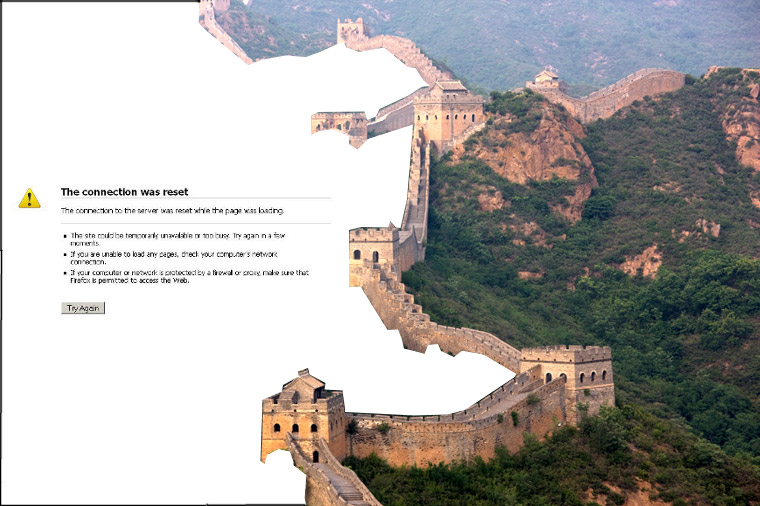 The connection was reset
The connection to the server was reset while the page was loading.
The site could be temporarily unavailable or too busy. Try again in a few
moments.
If you are unable to load any pages, check your computer's network
connection.
If your computer or network is protected by a firewall or proxy, make sure that
Firefox is permitted to access the Web.
Try Again